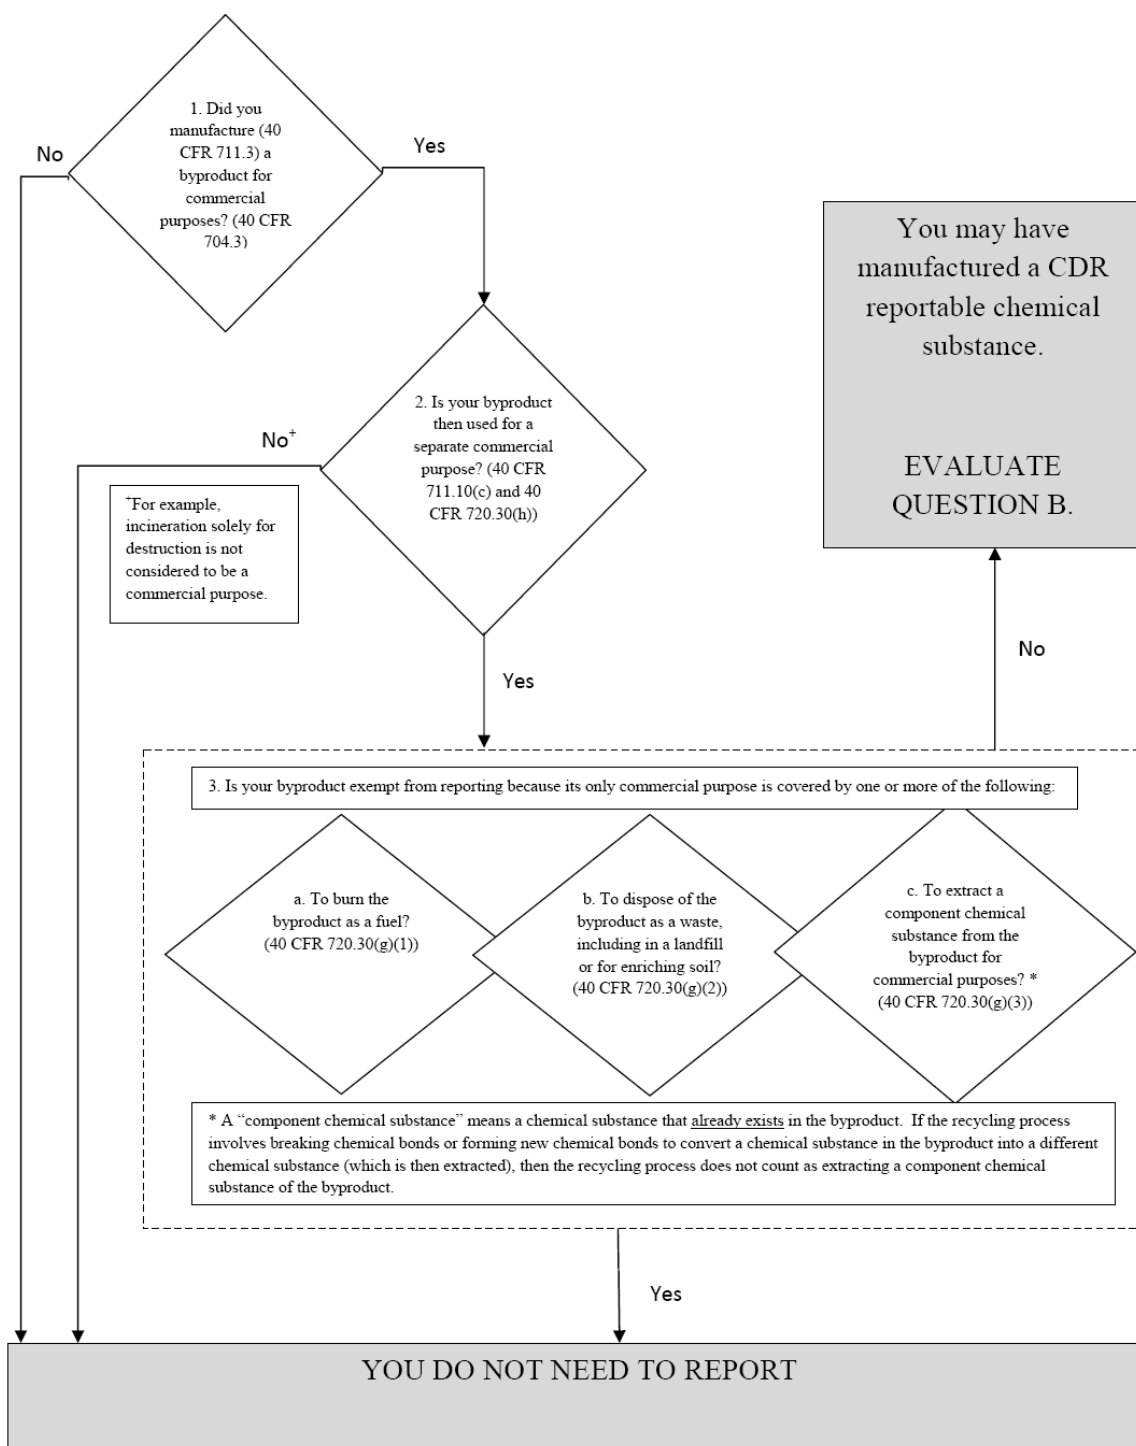 1. Did you
manufacture (40
CFR 711.3) a
byproduct for
commercial
purposes? (40 CFR
704.3)
No
Yes
You may have
manufactured a CDR
reportable chemical
substance.
EVALUATE
QUESTION B.
2. Is your byproduct
then used for a
separate commercial
purpose? (40 CFR
711.10(c) and 40
CFR 720.30(h))
No+
+For example,
incineration solely for
destruction is not
considered to be a
commercial purpose.
Yes
No
3. Is your byproduct exempt from reporting because its only commercial purpose is covered by one or more of the following:
a. To burn the
byproduct as a fuel?
(40 CFR 720.30(g)(1))
b. To dispose of the
byproduct as a waste,
including in a landfill
or for enriching soil?
(40 CFR 720.30(g)(2))
c. To extract a
component chemical
substance from the
byproduct for
commercial purposes? *
(40 CFR 720.30(g)(3))
* A “component chemical substance” means a chemical substance that already exists in the byproduct.  If the recycling process
involves breaking chemical bonds or forming new chemical bonds to convert a chemical substance in the byproduct into a different
chemical substance (which is then extracted), then the recycling process does not count as extracting a component chemical
substance of the byproduct.
Yes
YOU DO NOT NEED TO REPORT